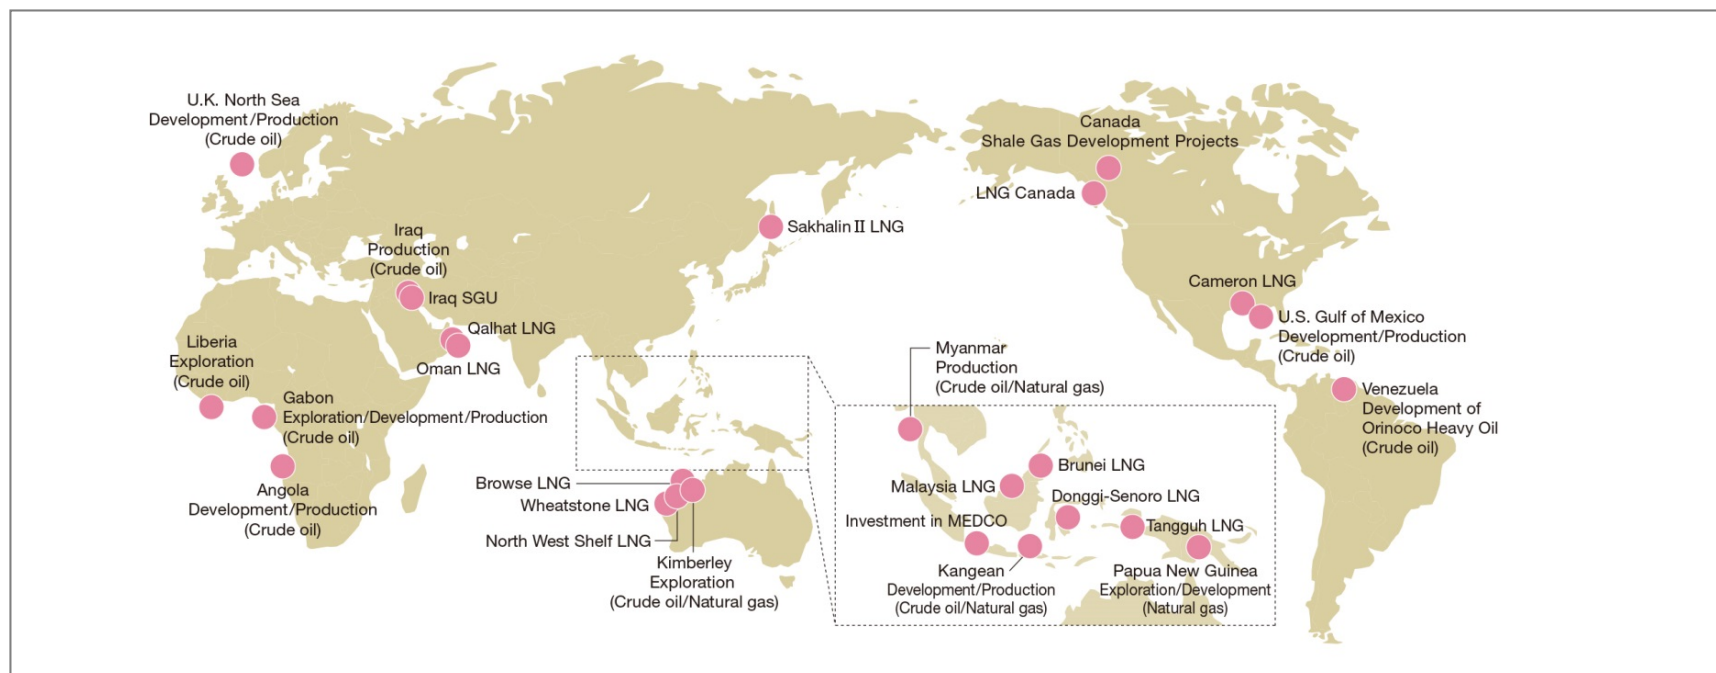 U.K. North Sea
Development/Production
(Crude oil)
Iraq
Production
(Crude oil)
Iraq SGU
Qalhat LNG
Oman LNG
Liberia
Exploration
(Crude oil)
Gabon
Exploration/Development/Production
(Crude oil)
Angola
Development/Production
(Crude oil)
Sakhalin II LNG
Browse LNG
Wheatstone LNG
North West Shelf LNG
Kimberley
Exploration
(Crude oil/Natural gas)
Canada
Shale Gas Development Projects
LNG Canada
Cameron LNG
U.S. Gulf of Mexico
Development/Production
(Crude oil)
Venezuela
Development of
Orinoco Heavy Oil
(Crude oil)
Myanmar
Production
(Crude oil/Natural gas)
Brunei LNG
Malaysia LNG
Donggi-Senoro LNG
Investment in MEDCO
Tangguh LNG
Kangean
Development/Production
(Crude oil/Natural gas)
Papua New Guinea
Exploration/Development
(Natural gas)